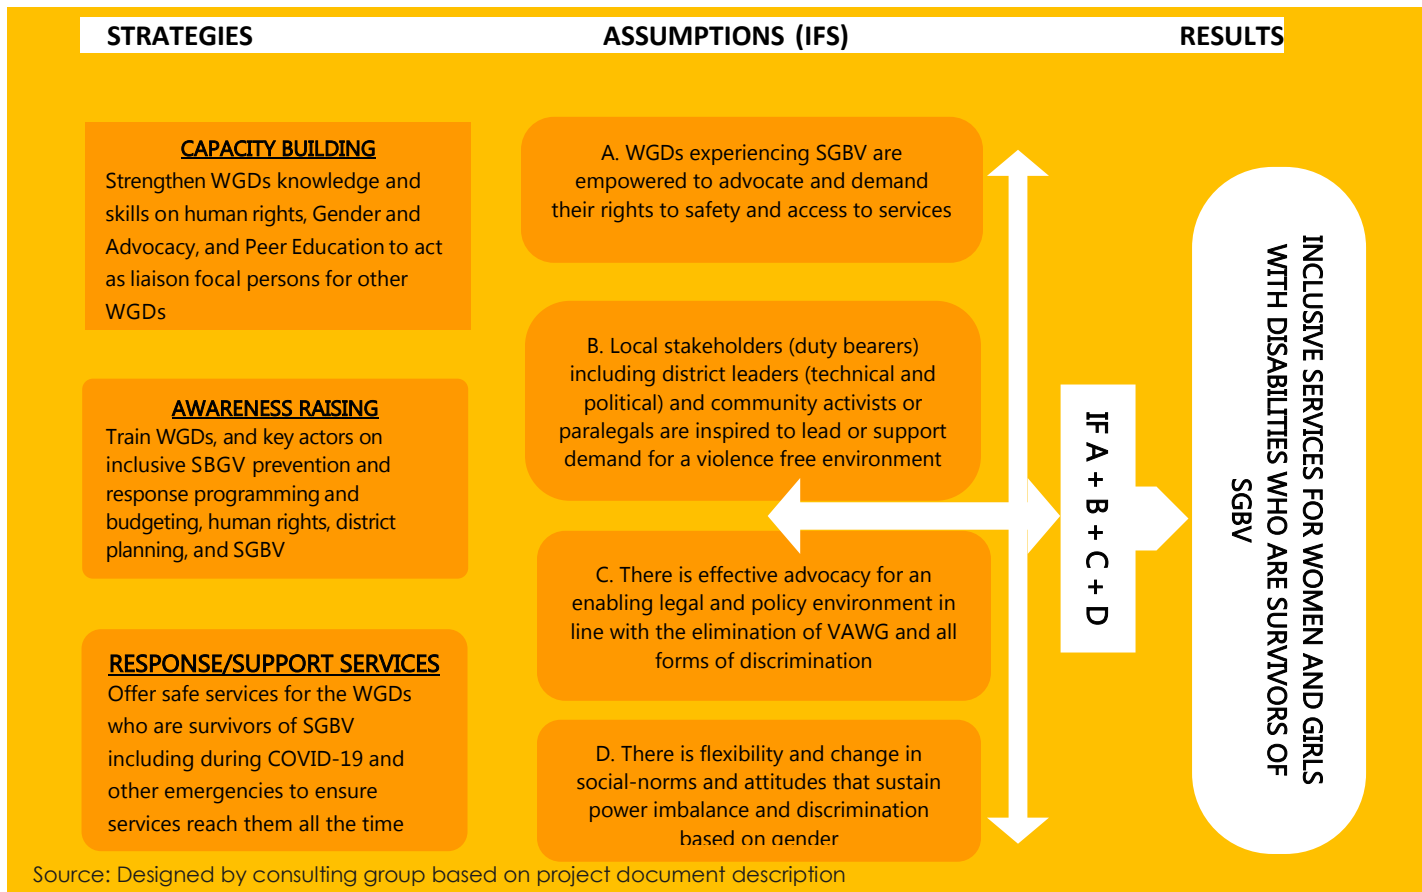 STRATEGIES ASSUMPTIONS (IFS) RESULTS
CAPACITY BUILDING
Strengthen WGDs knowledge and
skills on human rights, Gender and
Advocacy, and Peer Education to act
as liaison focal persons for other
WGDs
AWARENESS RAISING
Train WGDs, and key actors on
inclusive SBGV prevention and
response programming and
budgeting, human rights, district
planning, and SGBV
RESPONSE/SUPPORT SERVICES
Offer safe services for the WGDs
who are survivors of SGBV
including during COVID-19 and
other emergencies to ensure
services reach them all the time
A. WGDs experiencing SGBV are
empowered to advocate and demand
their rights to safety and access to services
B. Local stakeholders (duty bearers)
including district leaders (technical and
political) and community activists or
paralegals are inspired to lead or support
demand for a violence free environment
C. There is effective advocacy for an
enabling legal and policy environment in
line with the elimination of VAWG and all
forms of discrimination
D. There is flexibility and change in
social-norms and attitudes that sustain
power imbalance and discrimination
based on gender
IF A + B + C + D
INCLUSIVE SERVICES FOR WOMEN AND GIRLS
WITH DISABILITIES WHO ARE SURVIVORS OF
SGBV
Source: Designed by consulting group based on project document description